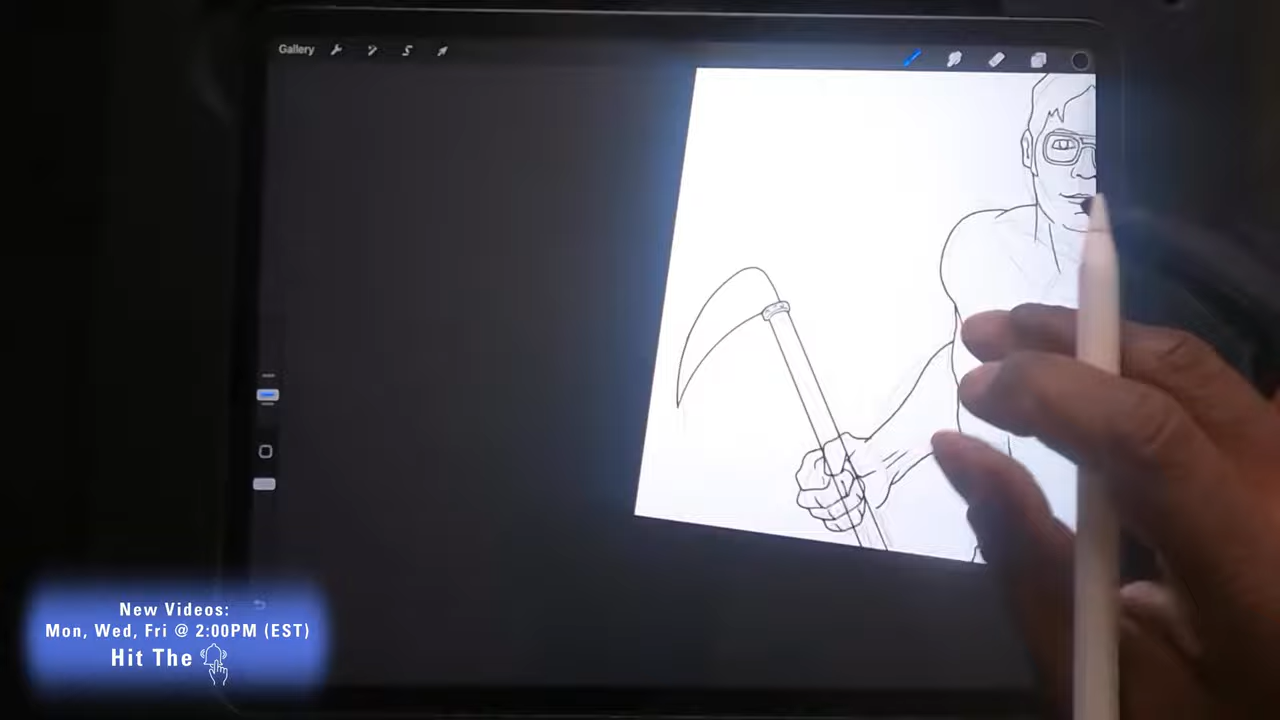 Gallery
New Videos:
Mon, Wed, Fri @ 2:00PM (EST)
Hit The